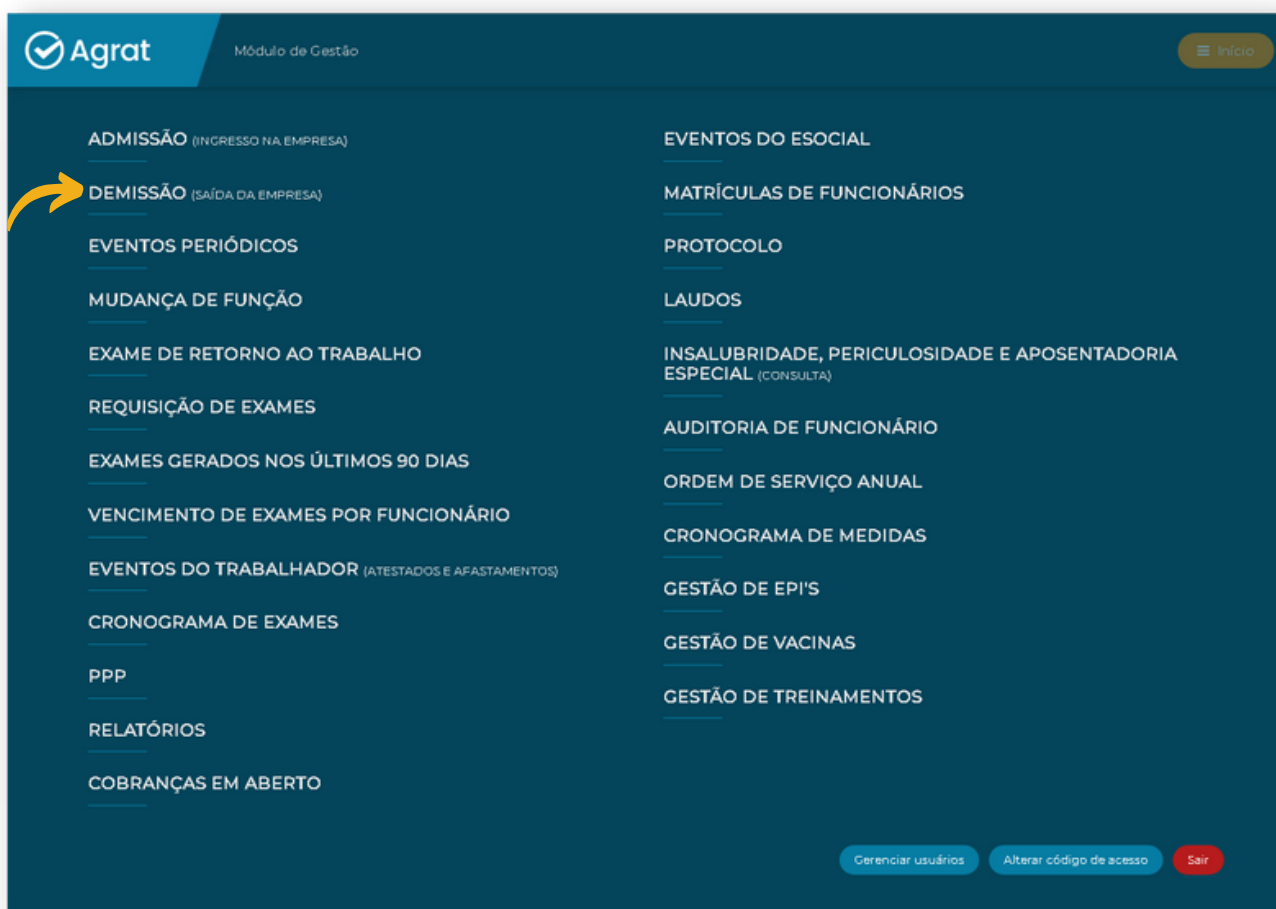 Agrat
Módulo de Gestão
Início
ADMISSÃO (INGRESSO NA EMPRESA)
DEMISSÃO (SAÍDA DA EMPRESA)
EVENTOS PERIÓDICOS
MUDANÇA DE FUNÇÃO
EXAME DE RETORNO AO TRABALHO
REQUISIÇÃO DE EXAMES
EXAMES GERADOS NOS ÚLTIMOS 90 DIAS
VENCIMENTO DE EXAMES POR FUNCIONÁRIO
EVENTOS DO TRABALHADOR (ATESTADOS E AFASTAMENTOS)
CRONOGRAMA DE EXAMES
PPP
RELATÓRIOS
COBRANÇAS EM ABERTO
EVENTOS DO ESOCIAL
MATRÍCULAS DE FUNCIONÁRIOS
PROTOCOLO
LAUDOS
INSALUBRIDADE, PERICULOSIDADE E APOSENTADORIA
ESPECIAL (CONSULTA)
AUDITORIA DE FUNCIONÁRIO
ORDEM DE SERVIÇO ANUAL
CRONOGRAMA DE MEDIDAS
GESTÃO DE EPI'S
GESTÃO DE VACINAS
GESTÃO DE TREINAMENTOS
Gerenciar usuários
Alterar código de acesso
Sair